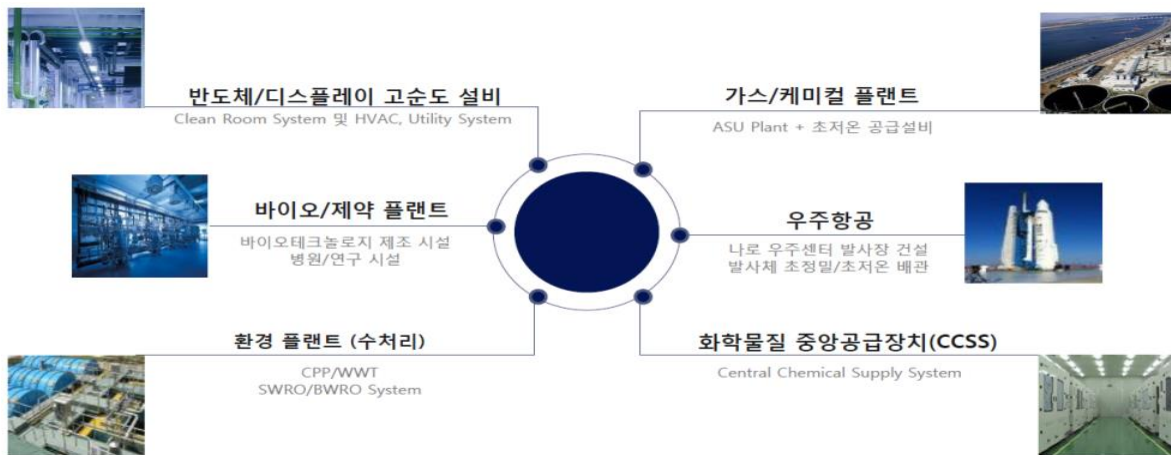 반도체/디스플레이 고순도 설비
Clean Room System 및 HVAC, Utility System
가스/케미컬 플랜트
ASU Plant + 초저온 공급설비
바이오/제약 플랜트
바이오테크놀로지 제조 시설
병원/연구 시설
우주항공
나로 우주센터 발사장 건설
발사체 초정밀/초저온 배관
환경 플랜트 (수처리)
CPP/WWT
SWRO/BWRO System
화학물질 중앙공급장치(CCSS)
Central Chemical Supply System